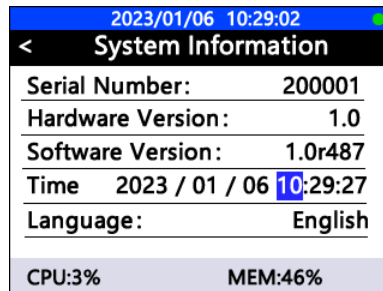 2023/01/06 10:29:02
< System Information
Serial Number: 200001
Hardware Version: 1.0
Software Version: 1.0r487
Time 2023 / 01 / 06 10:29:27
Language: English
CPU:3% MEM:46%